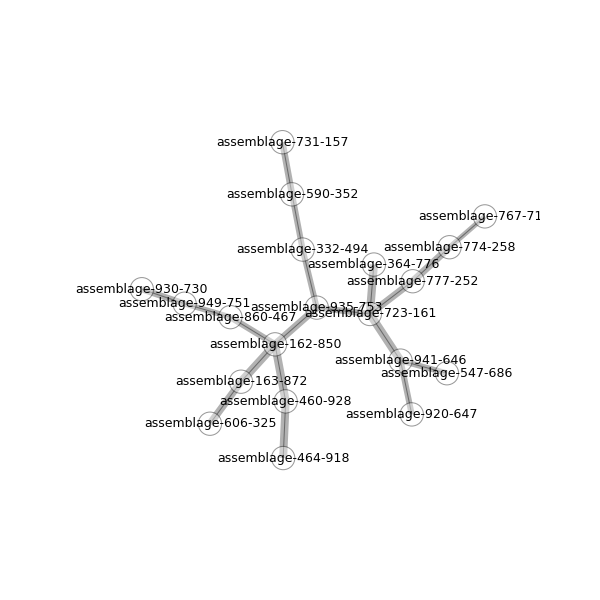 assemblage-731-157
assemblage-590-352
assemblage-767-71
assemblage-332-494
assemblage-774-258
assemblage-364-776
assemblage-777-252
assemblage-930-730
assemblage-949-751
assemblage-935-753
assemblage-723-161
assemblage-860-467
assemblage-162-850
assemblage-941-646
assemblage-547-686
assemblage-163-872
assemblage-460-928
assemblage-920-647
assemblage-606-325
assemblage-464-918